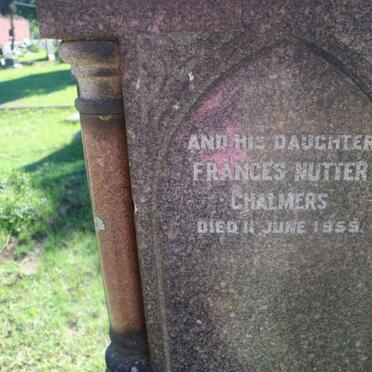 AND HIS DAUGHTER
FRANCES NUTTER
CHALMERS
DIED 11 JUNE 1959.